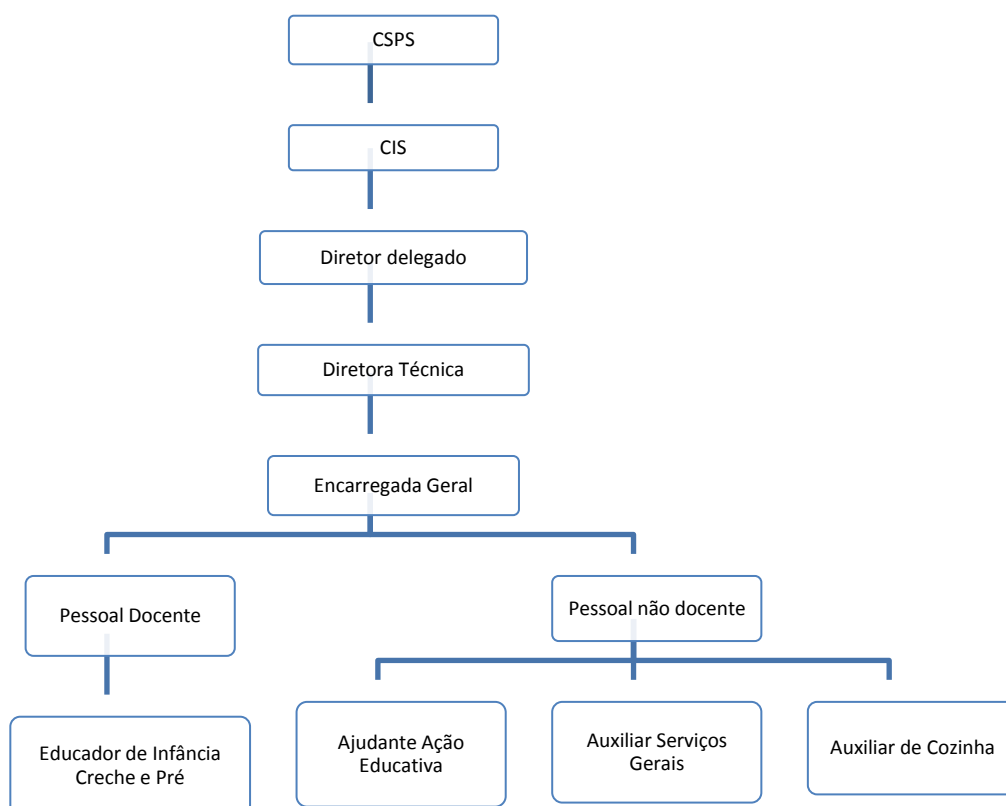 CSPS
CIS
Diretor delegado
Diretora Técnica
Encarregada Geral
Pessoal Docente
Pessoal não docente
Educador de Infância
Creche e Pré
Ajudante Ação
Educativa
Auxiliar Serviços
Gerais
Auxiliar de Cozinha